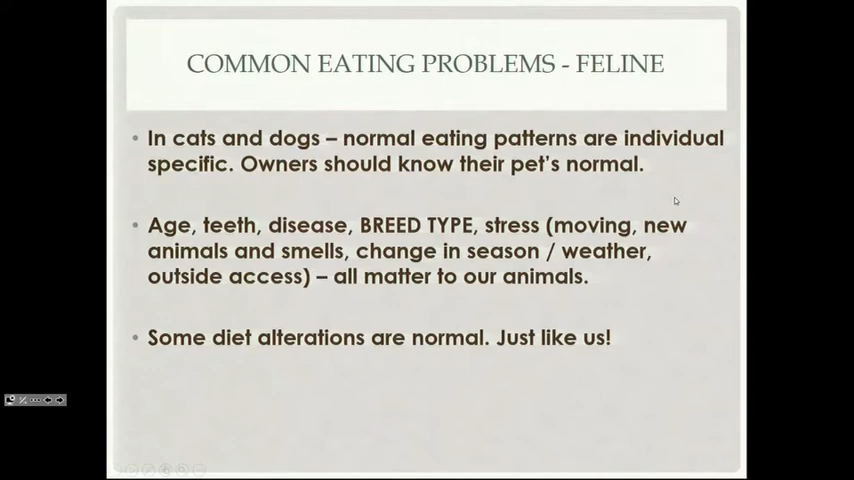 COMMON EATING PROBLEMS - FELINE
• In cats and dogs – normal eating patterns are individual
specific. Owners should know their pet's normal.
• Age, teeth, disease, BREED TYPE, stress (moving, new
animals and smells, change in season / weather,
outside access) – all matter to our animals.
• Some diet alterations are normal. Just like us!